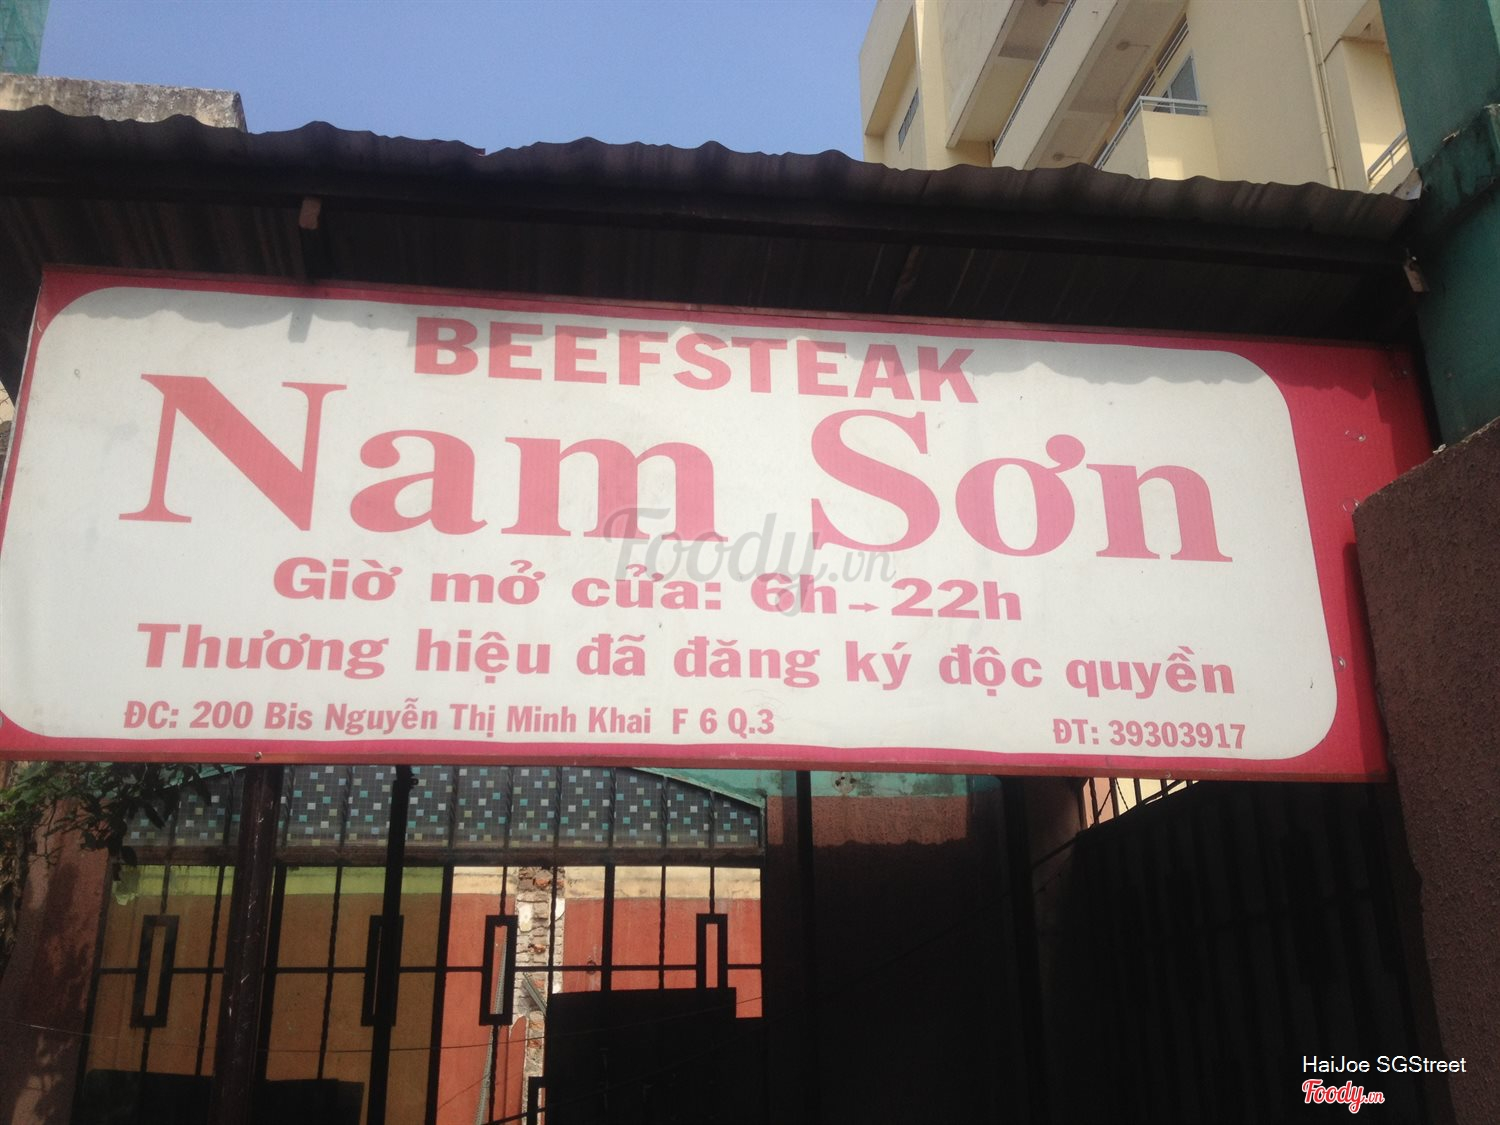 BEEFSTEAK
Nam Sơn
Giờ mở cửa: 6h→22h
Thương hiệu đã đăng ký độc quyền
ĐC: 200 Bis Nguyễn Thị Minh Khai F 6 Q.3 ĐT: 39303917
Foody.vn
HaiJoe SGStreet
Foody.vn